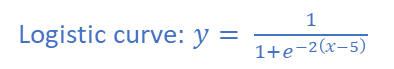 Logistic curve: y = 1 / (1+e^{−2(x−5)})